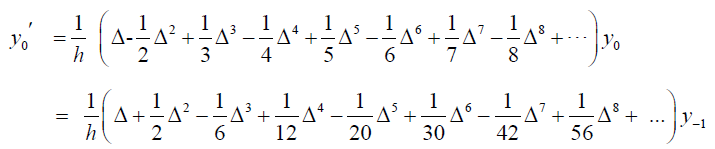 y₀′ = 1/h (Δ-1/2 Δ² + 1/3 Δ³ − 1/4 Δ⁴ + 1/5 Δ⁵ − 1/6 Δ⁶ + 1/7 Δ⁷ − 1/8 Δ⁸ + ⋯) y₀
= 1/h (Δ + 1/2 Δ² − 1/6 Δ³ + 1/12 Δ⁴ − 1/20 Δ⁵ + 1/30 Δ⁶ − 1/42 Δ⁷ + 1/56 Δ⁸ + ...) y₋₁